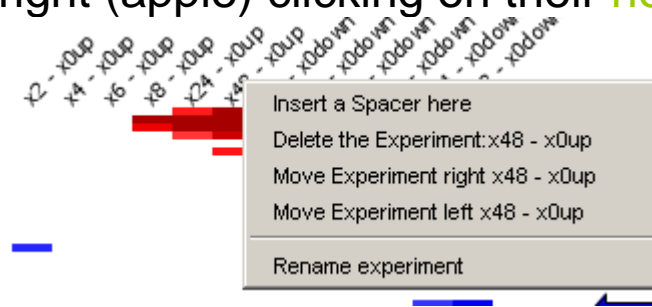 right (apple) clicking on their
x2 - x0up
x4 - x0up
x6 - x0up
x8 - x0up
x24 - x0up
x48 - x0up
x0down
x0down
x0down
x0down
- x0down
- x0down
Insert a Spacer here
Delete the Experiment:x48 - x0up
Move Experiment right x48 - x0up
Move Experiment left x48 - x0up
Rename experiment